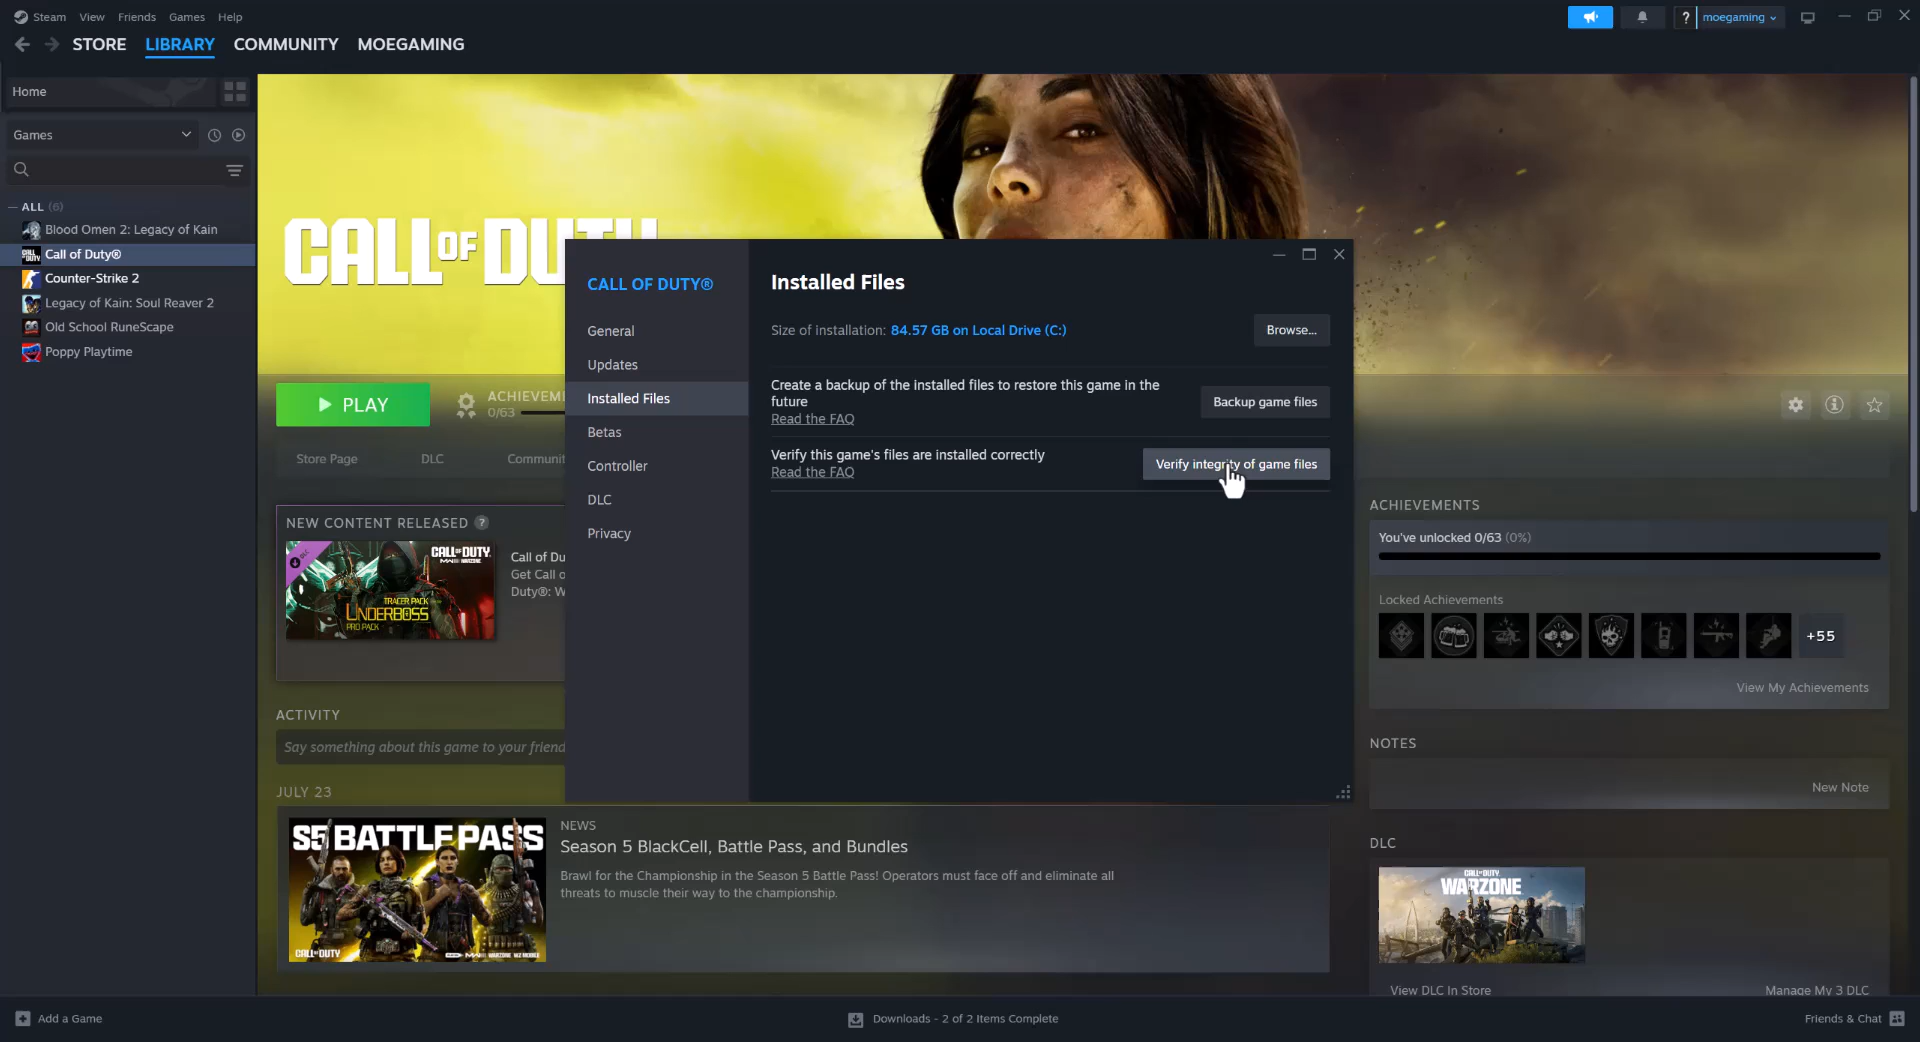 Steam View Friends Games Help
? moegaming
STORE LIBRARY COMMUNITY MOEGAMING
Home
Games
— ALL (6)
Blood Omen 2: Legacy of Kain
Call of Duty®
Counter-Strike 2
Legacy of Kain: Soul Reaver 2
Old School RuneScape
Poppy Playtime
CALL OF DUTY
CALL OF DUTY®
General
Updates
Installed Files
Betas
Controller
DLC
Privacy
Installed Files
Size of installation: 84.57 GB on Local Drive (C:)
Browse...
Create a backup of the installed files to restore this game in the
future
Read the FAQ
Backup game files
Verify this game's files are installed correctly
Read the FAQ
Verify integrity of game files
PLAY
ACHIEVEM
0/63
Store Page DLC Communit
NEW CONTENT RELEASED ?
CALL OF DUTY
WARZONE
TRACER PACK
UNDERBOSS
PRO PACK
Call of Du
Get Call o
Duty®: W
ACTIVITY
Say something about this game to your friend
JULY 23
S5 BATTLE PASS
CALL OF DUTY
NEWS
Season 5 BlackCell, Battle Pass, and Bundles
Brawl for the Championship in the Season 5 Battle Pass! Operators must face off and eliminate all
threats to muscle their way to the championship.
ACHIEVEMENTS
You've unlocked 0/63 (0%)
Locked Achievements
+55
View My Achievements
NOTES
New Note
DLC
CALL OF DUTY
WARZONE
View DLC In Store
Manage My 3 DLC
Add a Game
Downloads - 2 of 2 Items Complete
Friends & Chat